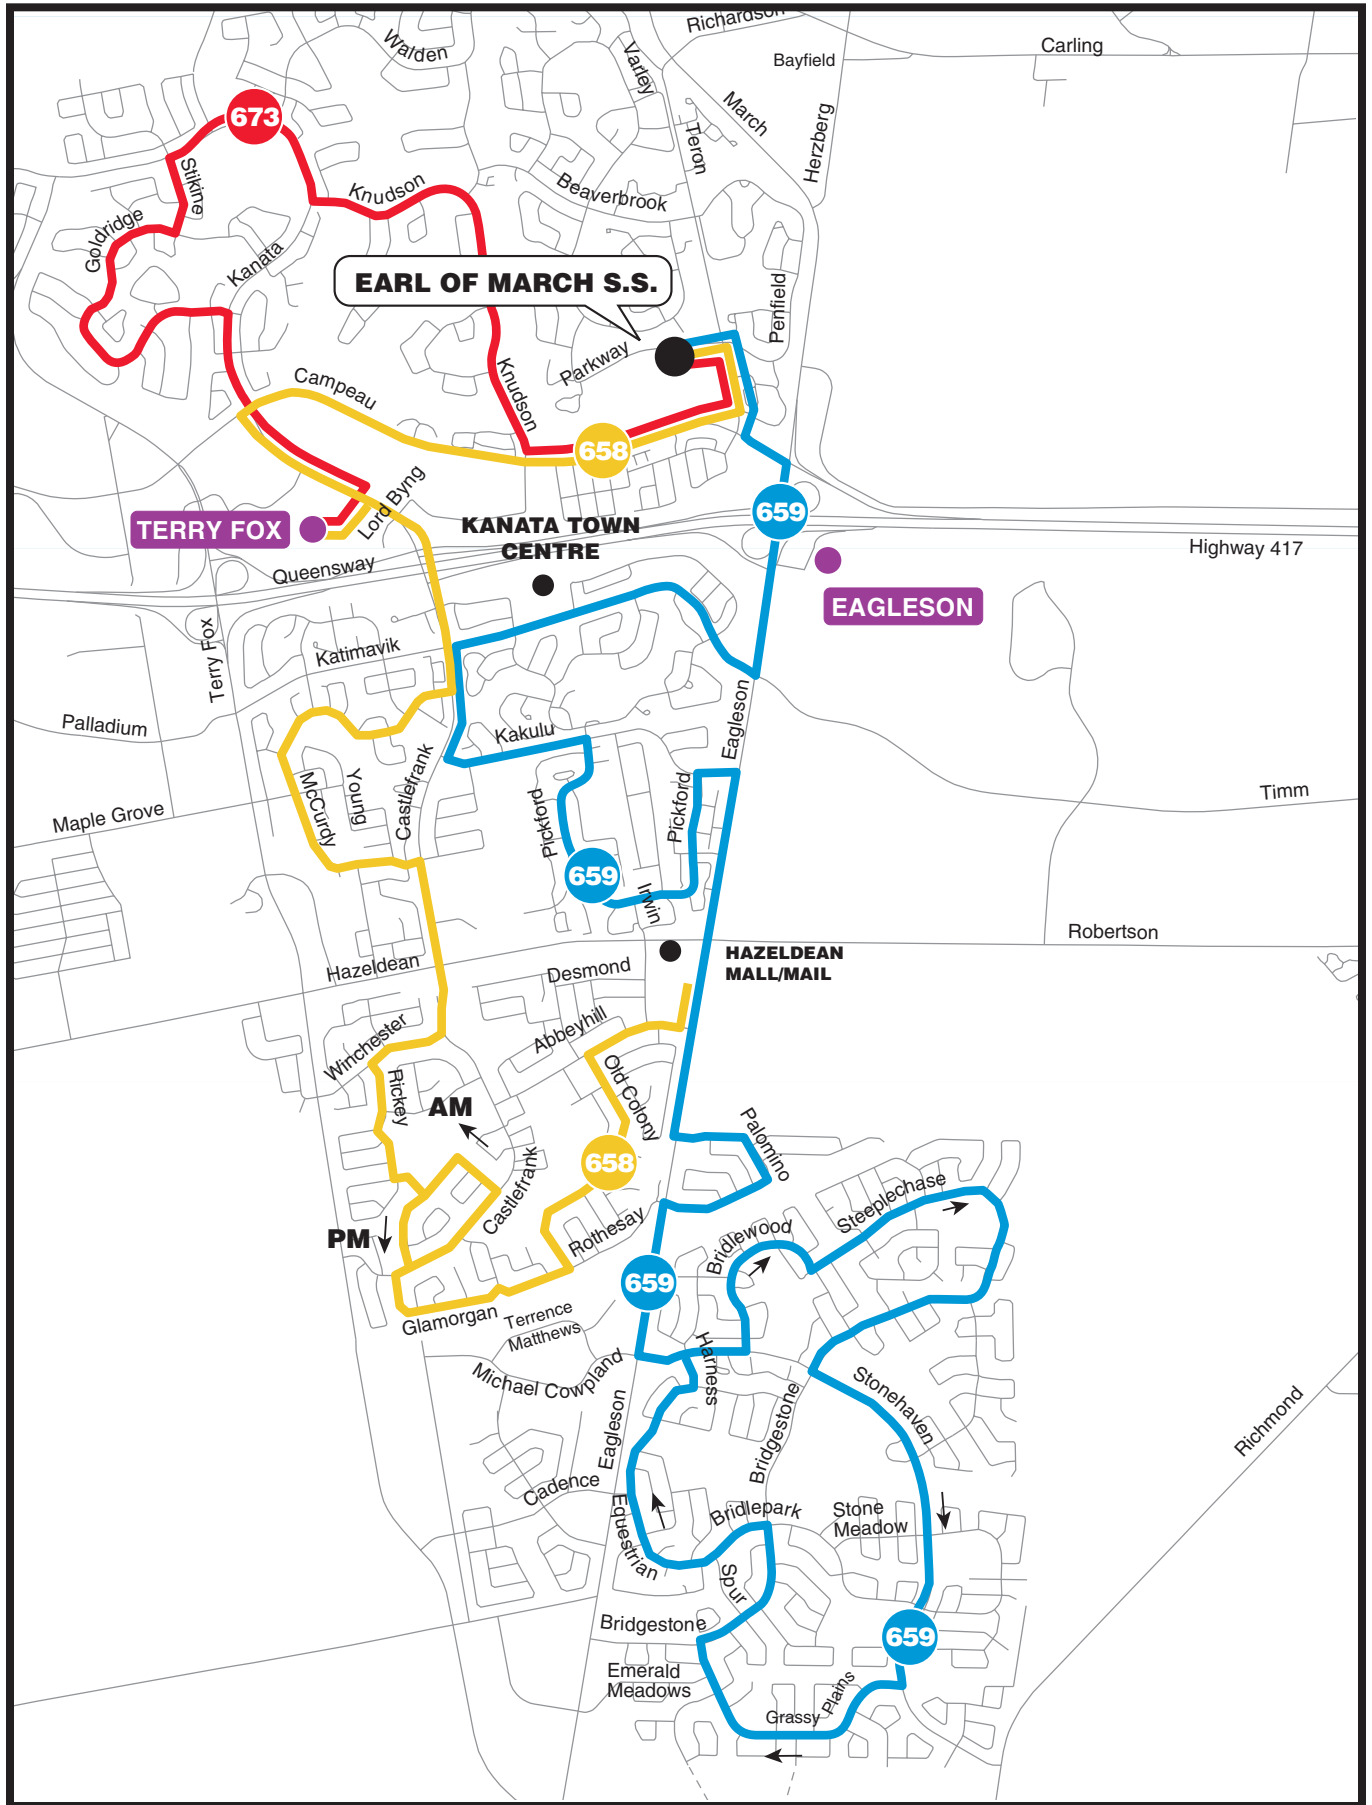 Richardson
Carling
Walden
Bayfield
Varley
March
Herzberg
673
Teron
Stikine
Knudson
Beaverbrook
Goldridge
Kanata
EARL OF MARCH S.S.
Penfield
Parkway
Campeau
Knudson
658
Lord Byng
659
TERRY FOX
KANATA TOWN
CENTRE
Highway 417
Queensway
EAGLESON
Terry Fox
Katimavik
Palladium
Eagleson
Kakulu
McCurdy
Young
Castlefrank
Pickford
Pickford
Timm
Maple Grove
659
Irwin
Robertson
Hazeldean
Desmond
HAZELDEAN
MALL/MAIL
Winchester
Abbeyhill
Old Colony
Rickey
AM
Palomino
658
Castlefrank
Steeplechase
PM
Rothesay
Bridlewood
659
Glamorgan
Terrence
Matthews
Harness
Michael Cowpland
Stonehaven
Eagleson
Bridgestone
Richmond
Cadence
Equestrian
Bridlepark
Stone
Meadow
Spur
Bridgestone
659
Emerald
Meadows
Grassy Plains